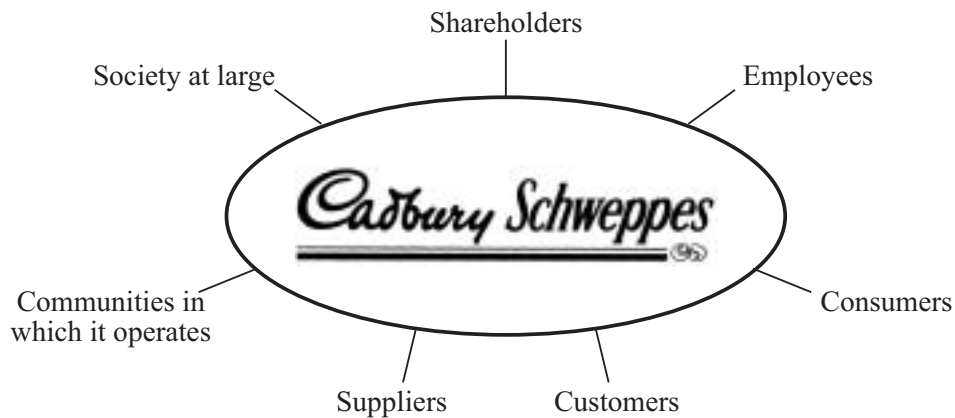 Shareholders
Society at large
Employees
Cadbury Schweppes
Communities in
which it operates
Consumers
Suppliers
Customers